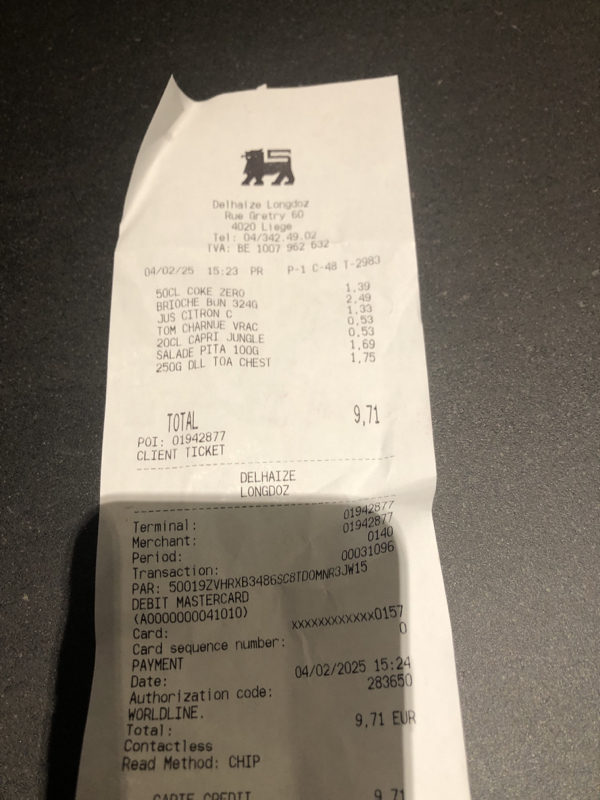 Delhaize Longdoz
Rue Gretry 60
4020 Liege
Tel: 04/342.49.02
TVA: BE 1007 962 632
04/02/25 15:23 PR P-1 C-48 T-2983
50CL COKE ZERO 1,39
BRIOCHE BUN 324G 2,49
JUS CITRON C 1,33
TOM CHARNUE VRAC 0,53
20CL CAPRI JUNGLE 0,53
SALADE PITA 100G 1,69
250G DLL TOA CHEST 1,75
TOTAL 9,71
POI: 01942877
CLIENT TICKET
DELHAIZE
LONGDOZ
Terminal: 01942877
Merchant: 01942877
Period: 0140
Transaction: 00031096
PAR: 50019ZVHRXB3486SC8TDOMNR3JW15
DEBIT MASTERCARD
(A0000000041010)
Card: xxxxxxxxxxxx0157
Card sequence number: 0
PAYMENT
Date: 04/02/2025 15:24
Authorization code: 283650
WORLDLINE.
Total: 9,71 EUR
Contactless
Read Method: CHIP
CARTE CREDIT 9,71